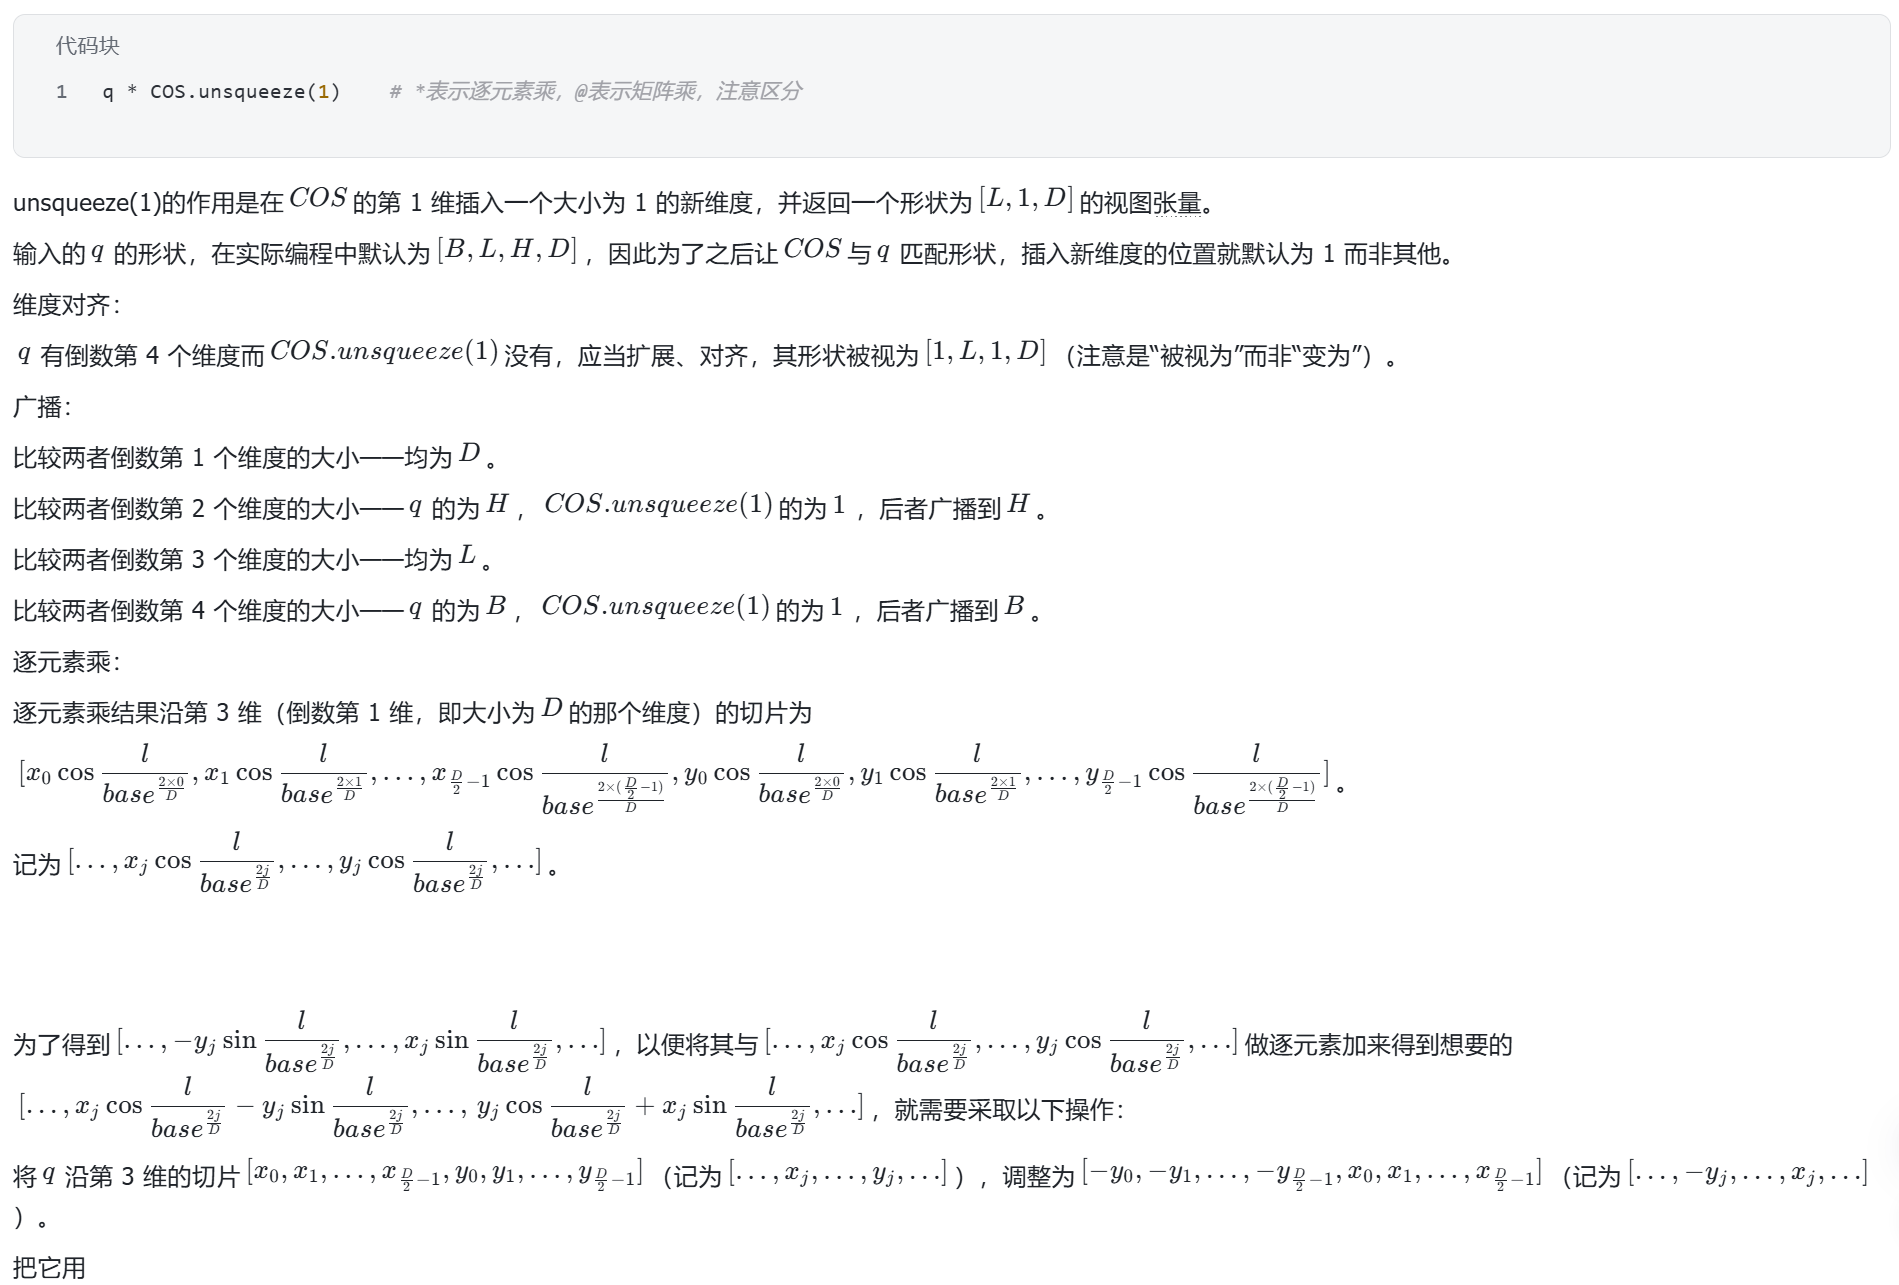 代码块
1 q * COS.unsqueeze(1) # *表示逐元素乘，@表示矩阵乘，注意区分
unsqueeze(1)的作用是在 $COS$ 的第 1 维插入一个大小为 1 的新维度，并返回一个形状为 $[L,1,D]$ 的视图张量。
输入的 $q$ 的形状，在实际编程中默认为 $[B,L,H,D]$ ，因此为了之后让 $COS$ 与 $q$ 匹配形状，插入新维度的位置就默认为 1 而非其他。
维度对齐：
$q$ 有倒数第 4 个维度而 $COS.unsqueeze(1)$ 没有，应当扩展、对齐，其形状被视为 $[1,L,1,D]$ （注意是“被视为”而非“变为”）。
广播：
比较两者倒数第 1 个维度的大小——均为 $D$ 。
比较两者倒数第 2 个维度的大小—— $q$ 的为 $H$ ， $COS.unsqueeze(1)$ 的为 $1$ ，后者广播到 $H$ 。
比较两者倒数第 3 个维度的大小——均为 $L$ 。
比较两者倒数第 4 个维度的大小—— $q$ 的为 $B$ ， $COS.unsqueeze(1)$ 的为 $1$ ，后者广播到 $B$ 。
逐元素乘：
逐元素乘结果沿第 3 维（倒数第 1 维，即大小为 $D$ 的那个维度）的切片为
$[x_0\cos\frac{l}{base^{\frac{2\times 0}{D}}},x_1\cos\frac{l}{base^{\frac{2\times 1}{D}}},\ldots,x_{\frac{D}{2}-1}\cos\frac{l}{base^{\frac{2\times(\frac{D}{2}-1)}{D}}},y_0\cos\frac{l}{base^{\frac{2\times 0}{D}}},y_1\cos\frac{l}{base^{\frac{2\times 1}{D}}},\ldots,y_{\frac{D}{2}-1}\cos\frac{l}{base^{\frac{2\times(\frac{D}{2}-1)}{D}}}]$ 。
记为 $[\ldots,x_j\cos\frac{l}{base^{\frac{2j}{D}}},\ldots,y_j\cos\frac{l}{base^{\frac{2j}{D}}},\ldots]$ 。
为了得到 $[\ldots,-y_j\sin\frac{l}{base^{\frac{2j}{D}}},\ldots,x_j\sin\frac{l}{base^{\frac{2j}{D}}},\ldots]$ ，以便将其与 $[\ldots,x_j\cos\frac{l}{base^{\frac{2j}{D}}},\ldots,y_j\cos\frac{l}{base^{\frac{2j}{D}}},\ldots]$ 做逐元素加来得到想要的
$[\ldots,x_j\cos\frac{l}{base^{\frac{2j}{D}}}-y_j\sin\frac{l}{base^{\frac{2j}{D}}},\ldots,y_j\cos\frac{l}{base^{\frac{2j}{D}}}+x_j\sin\frac{l}{base^{\frac{2j}{D}}},\ldots]$ ，就需要采取以下操作：
将 $q$ 沿第 3 维的切片 $[x_0,x_1,\ldots,x_{\frac{D}{2}-1},y_0,y_1,\ldots,y_{\frac{D}{2}-1}]$ （记为 $[\ldots,x_j,\ldots,y_j,\ldots]$ ），调整为 $[-y_0,-y_1,\ldots,-y_{\frac{D}{2}-1},x_0,x_1,\ldots,x_{\frac{D}{2}-1}]$ （记为 $[\ldots,-y_j,\ldots,x_j,\ldots]$
）。
把它用